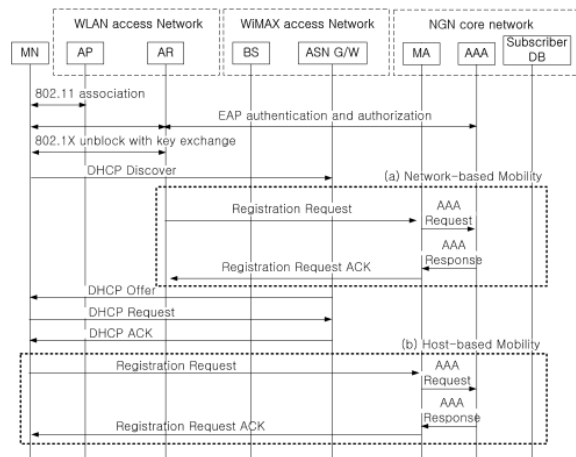 WLAN access Network
WiMAX access Network
NGN core network
MN
AP
AR
BS
ASN G/W
MA
AAA
Subscriber
DB
802.11 association
EAP authentication and authorization
802.1X unblock with key exchange
DHCP Discover
(a) Network-based Mobility
Registration Request
AAA
Request
AAA
Response
Registration Request ACK
DHCP Offer
DHCP Request
DHCP ACK
(b) Host-based Mobility
Registration Request
AAA
Request
AAA
Response
Registration Request ACK